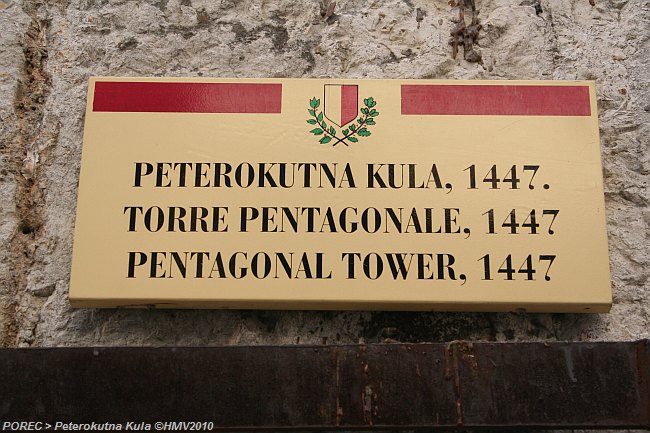 PETEROKUTNA KULA, 1447.
TORRE PENTAGONALE, 1447
PENTAGONAL TOWER, 1447
POREC > Peterokutna Kula ©HMV2010